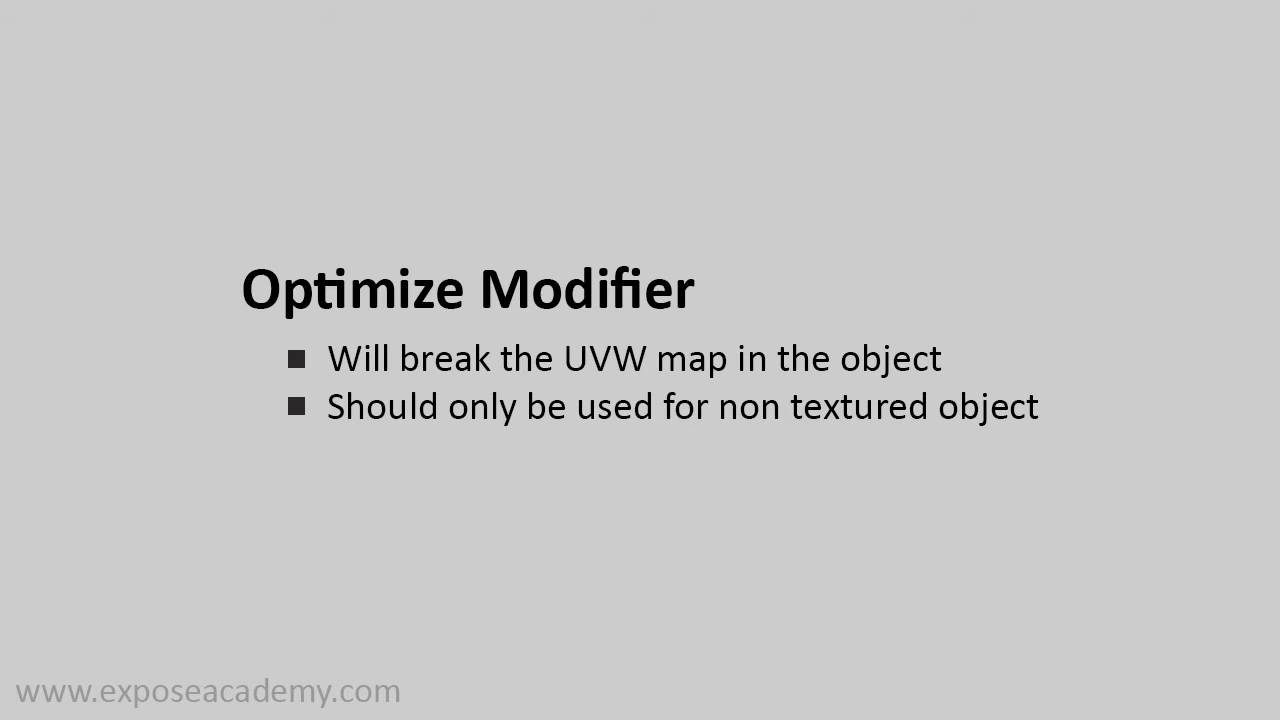 Optimize Modifier
Will break the UVW map in the object
Should only be used for non textured object
www.exposeacademy.com